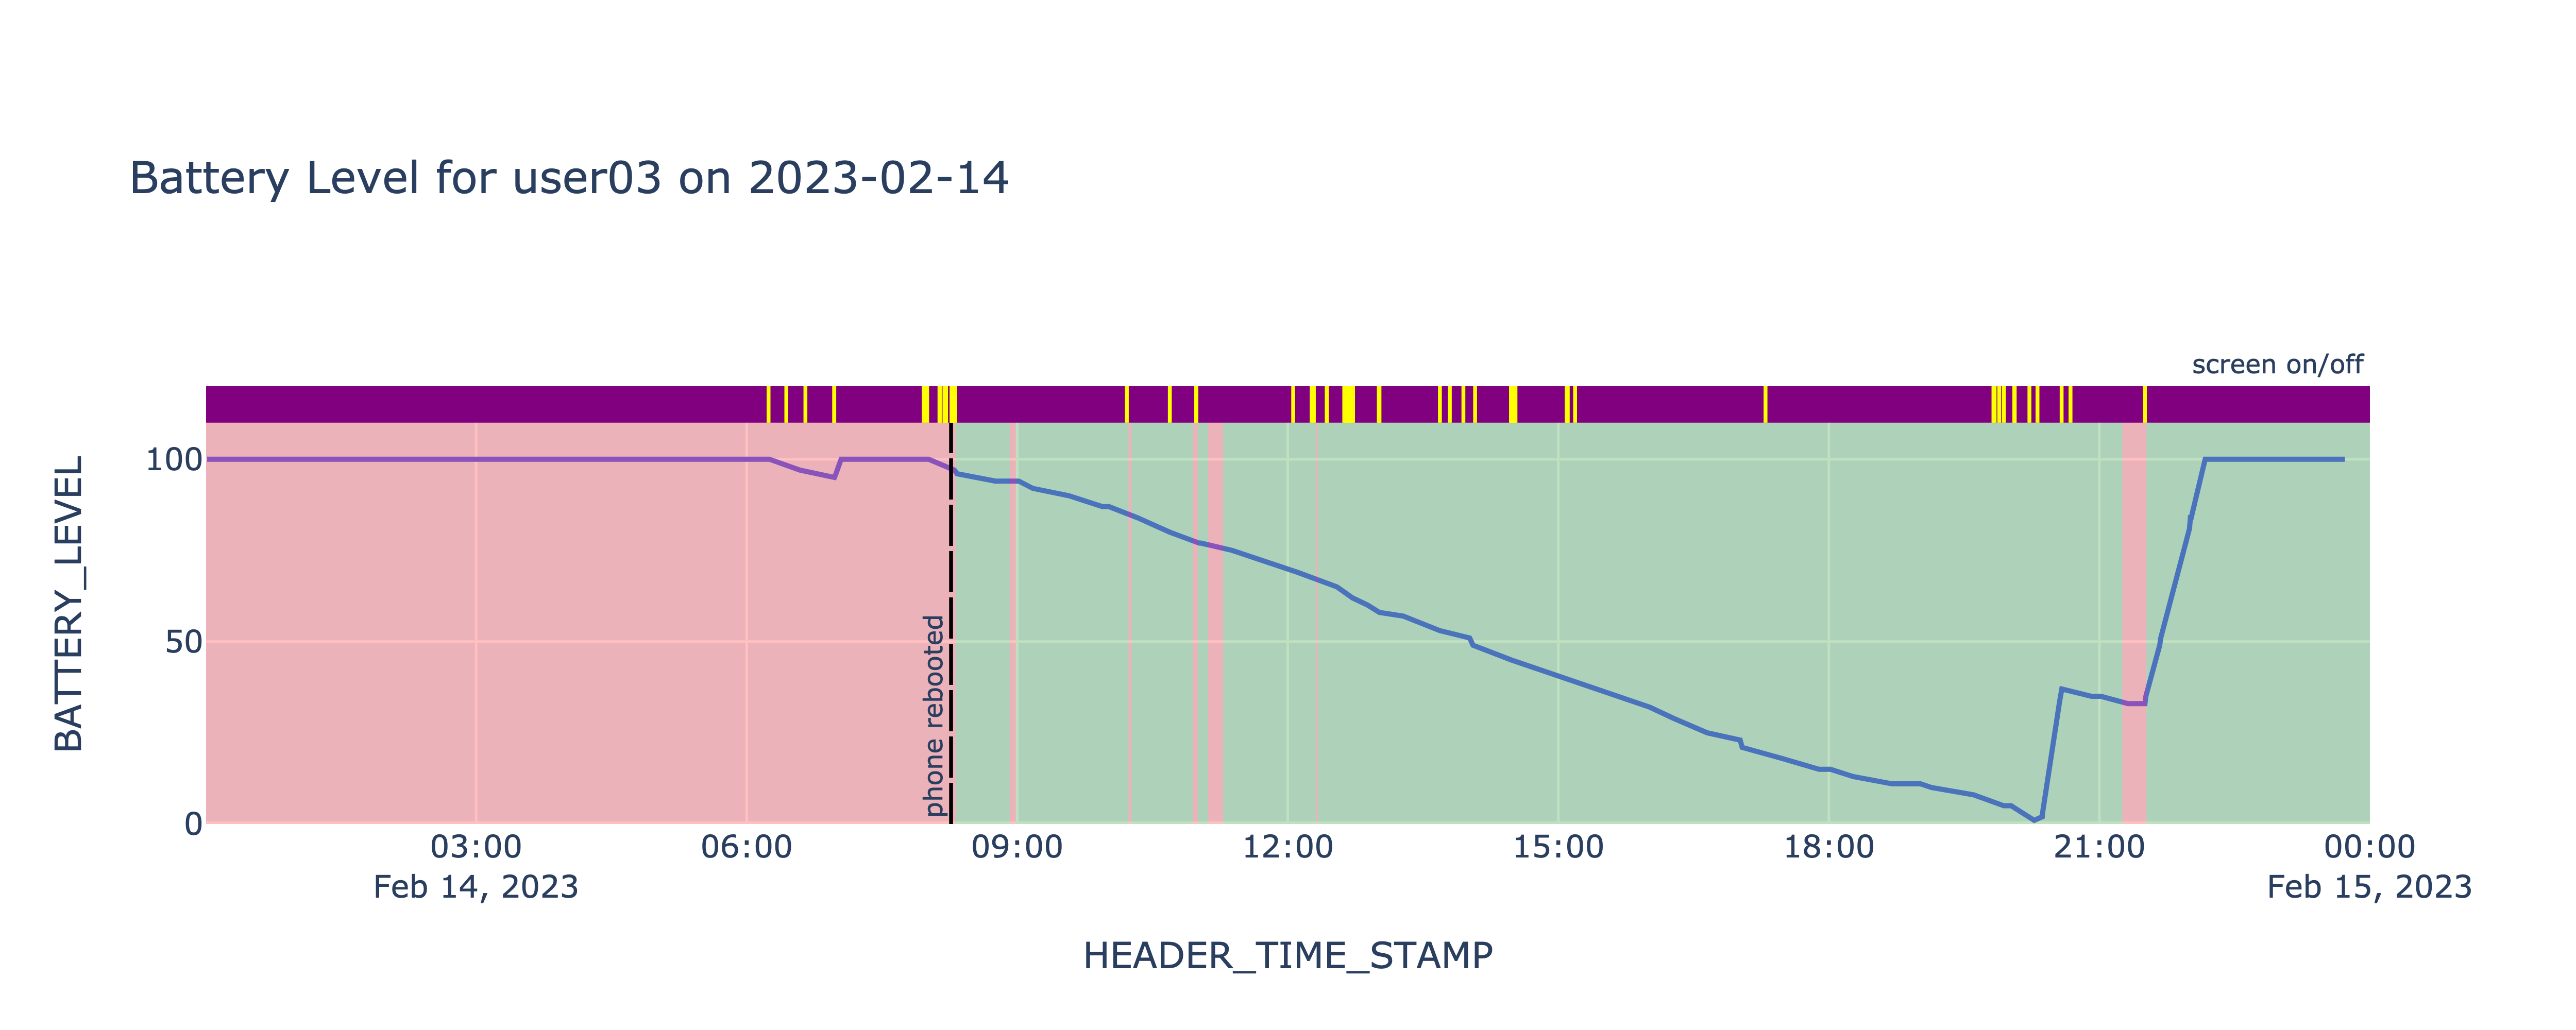 Battery Level for user03 on 2023-02-14
screen on/off
BATTERY_LEVEL
100
50
0
phone rebooted
03:00 06:00 09:00 12:00 15:00 18:00 21:00 00:00
Feb 14, 2023 Feb 15, 2023
HEADER_TIME_STAMP